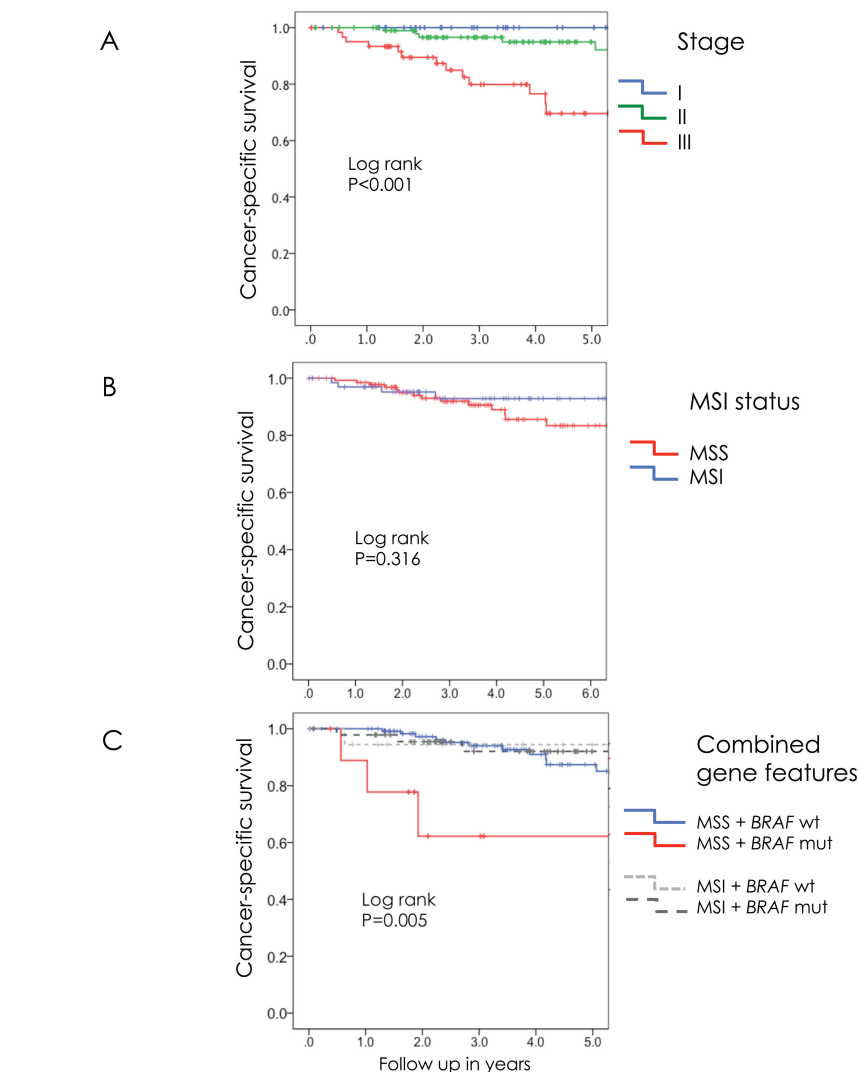 A
Cancer-specific survival
1.0
0.8
0.6
0.4
0.2
0.0
Log rank
P<0.001
.0 1.0 2.0 3.0 4.0 5.0
Stage
I
II
III
B
Cancer-specific survival
1.0
0.8
0.6
0.4
0.2
0.0
Log rank
P=0.316
.0 1.0 2.0 3.0 4.0 5.0 6.0
MSI status
MSS
MSI
C
Cancer-specific survival
1.0
0.8
0.6
0.4
0.2
0.0
Log rank
P=0.005
.0 1.0 2.0 3.0 4.0 5.0
Follow up in years
Combined
gene features
MSS + BRAF wt
MSS + BRAF mut
MSI + BRAF wt
MSI + BRAF mut